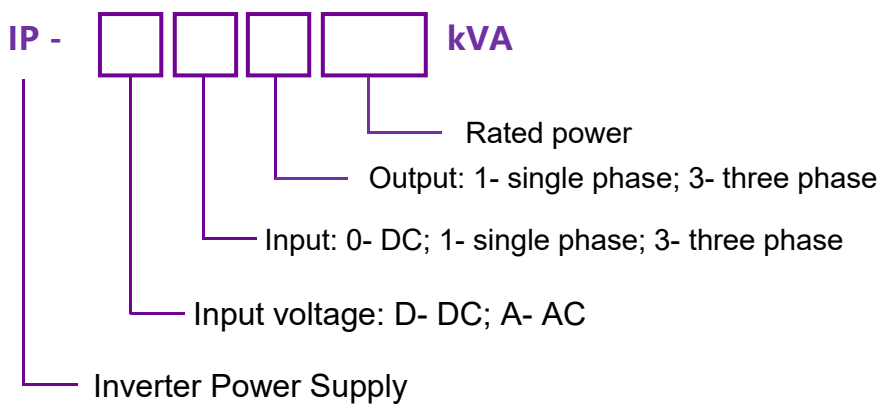 IP - kVA
Rated power
Output: 1- single phase; 3- three phase
Input: 0- DC; 1- single phase; 3- three phase
Input voltage: D- DC; A- AC
Inverter Power Supply